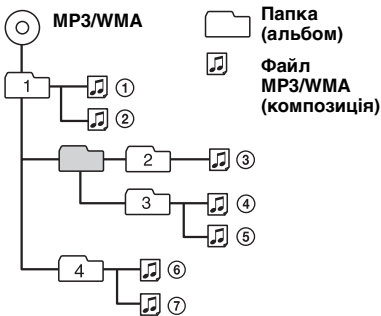 MP3/WMA
Папка
(альбом)
Файл
MP3/WMA
(композиція)
1
①
②
2
③
3
④
⑤
4
⑥
⑦